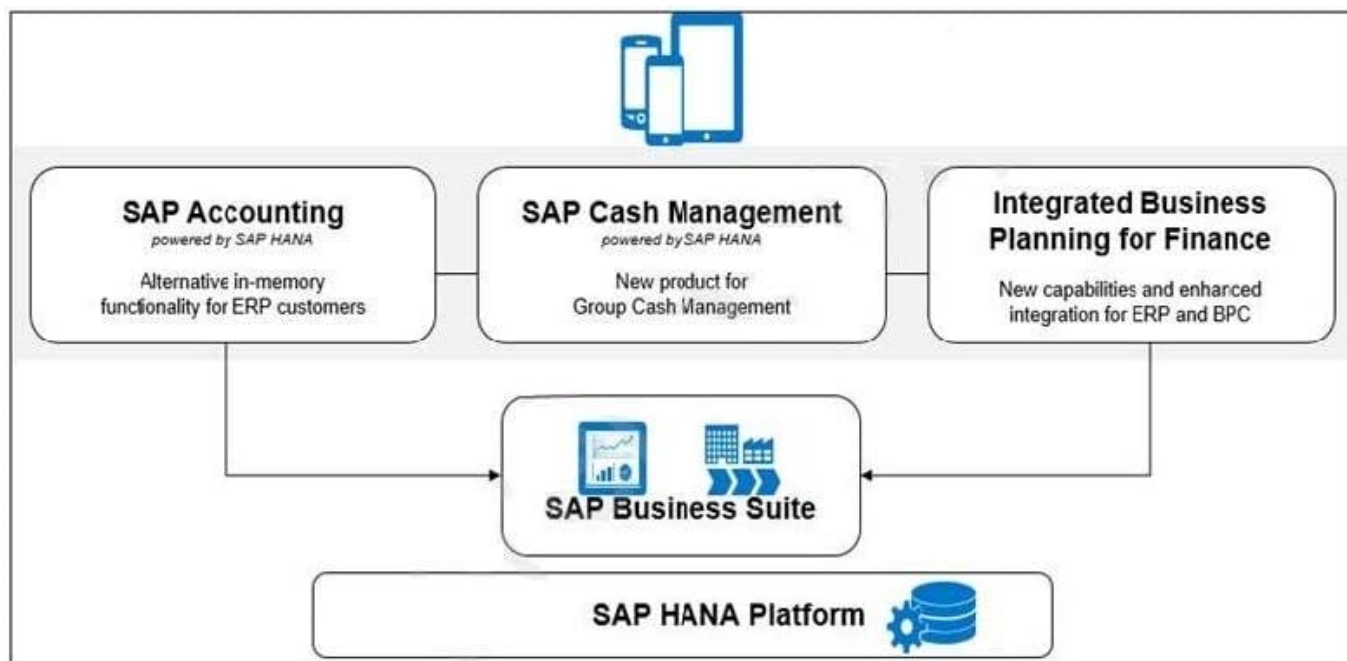 SAP Accounting
powered by SAP HANA
Alternative in-memory
functionality for ERP customers
SAP Cash Management
powered by SAP HANA
New product for
Group Cash Management
Integrated Business
Planning for Finance
New capabilities and enhanced
integration for ERP and BPC
SAP Business Suite
SAP HANA Platform